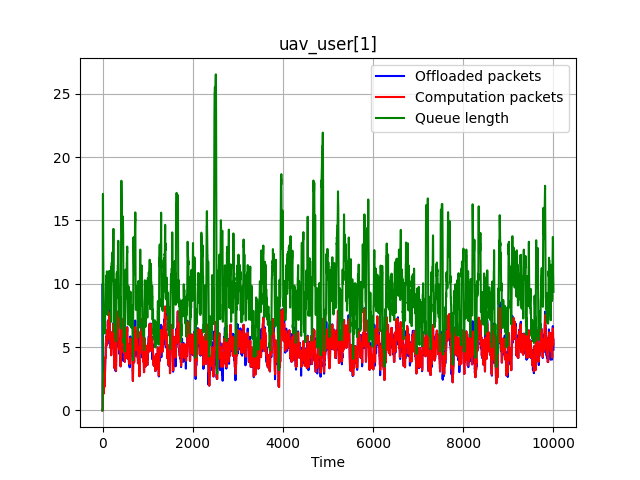 uav_user[1]
Offloaded packets
Computation packets
Queue length
25
20
15
10
5
0
0 2000 4000 6000 8000 10000
Time